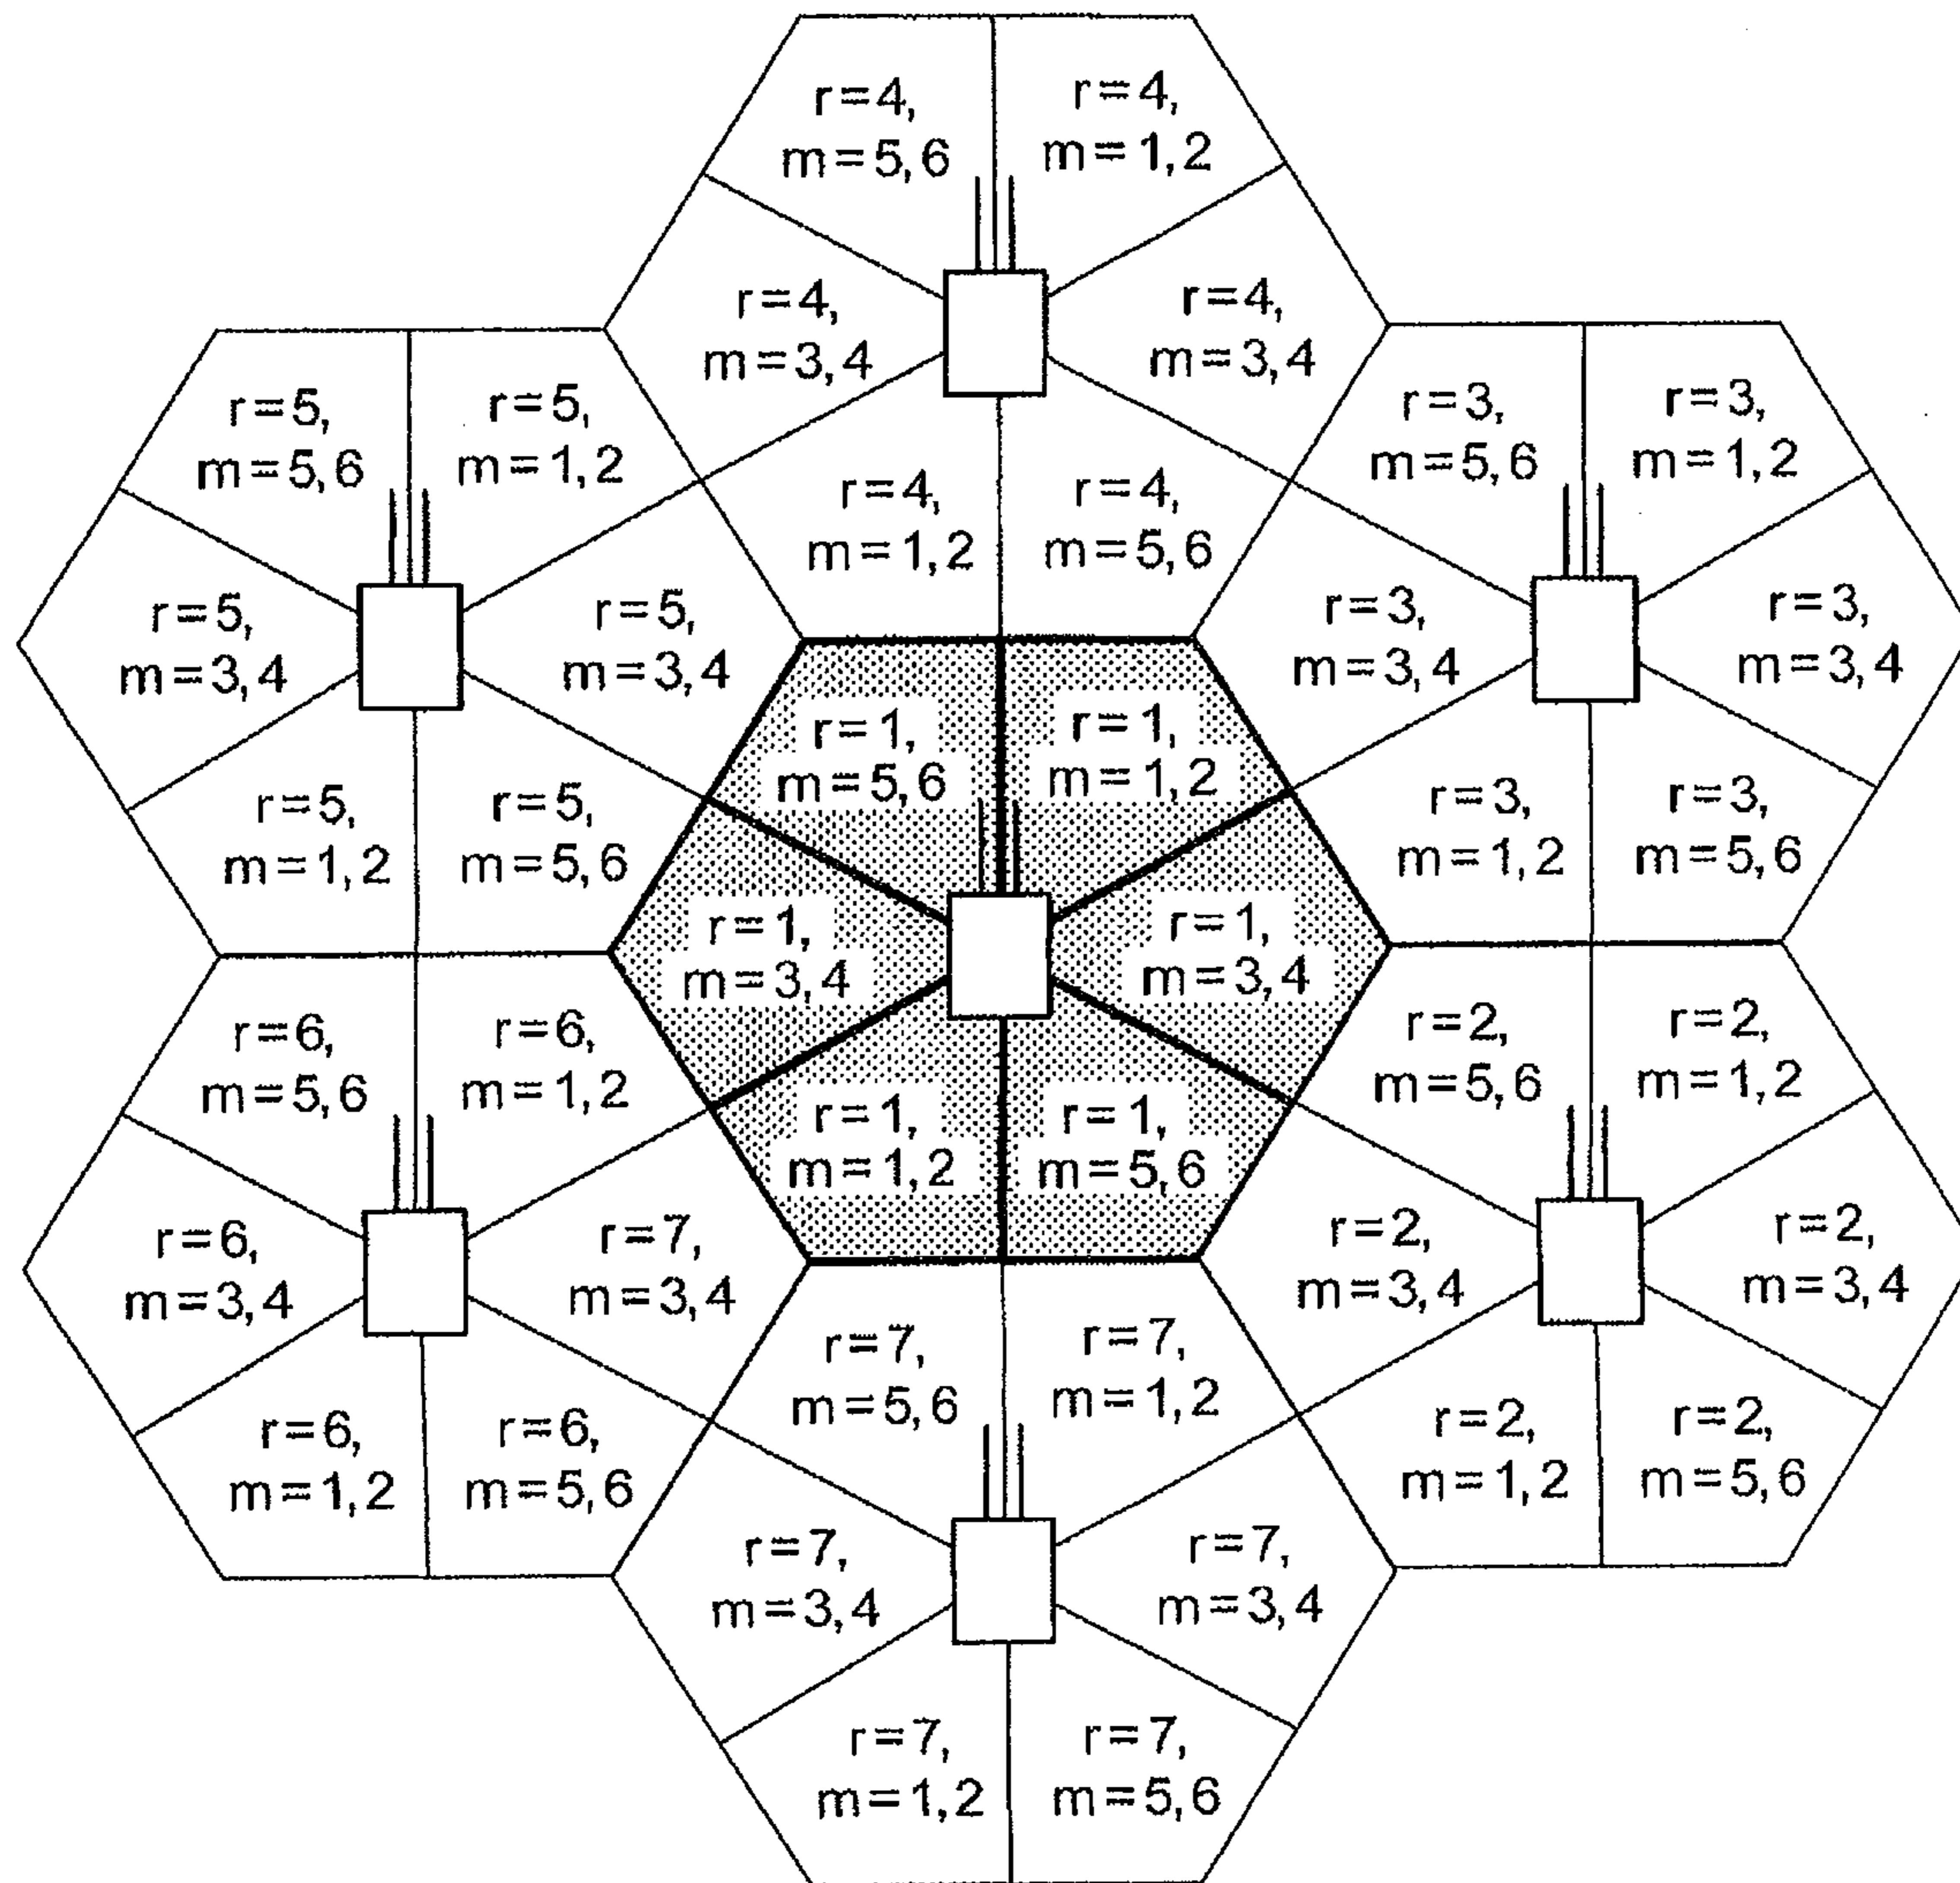 r=4,
m=5,6
r=4,
m=1,2
r=4,
m=3,4
r=4,
m=3,4
r=4,
m=1,2
r=4,
m=5,6
r=5,
m=5,6
r=5,
m=1,2
r=5,
m=3,4
r=5,
m=3,4
r=5,
m=1,2
r=5,
m=5,6
r=3,
m=5,6
r=3,
m=1,2
r=3,
m=3,4
r=3,
m=3,4
r=3,
m=1,2
r=3,
m=5,6
r=1,
m=5,6
r=1,
m=1,2
r=1,
m=3,4
r=1,
m=3,4
r=1,
m=1,2
r=1,
m=5,6
r=6,
m=5,6
r=6,
m=1,2
r=6,
m=3,4
r=7,
m=3,4
r=6,
m=1,2
r=6,
m=5,6
r=2,
m=5,6
r=2,
m=1,2
r=2,
m=3,4
r=2,
m=3,4
r=2,
m=1,2
r=2,
m=5,6
r=7,
m=5,6
r=7,
m=1,2
r=7,
m=3,4
r=7,
m=3,4
r=7,
m=1,2
r=7,
m=5,6